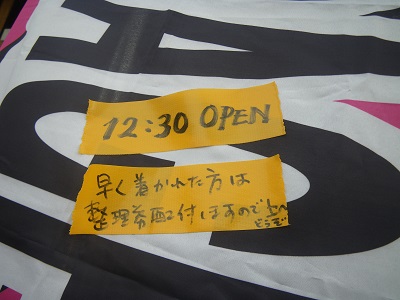 12:30 OPEN
早く着かれた方は
整理券配付しますので上へ
どうぞ